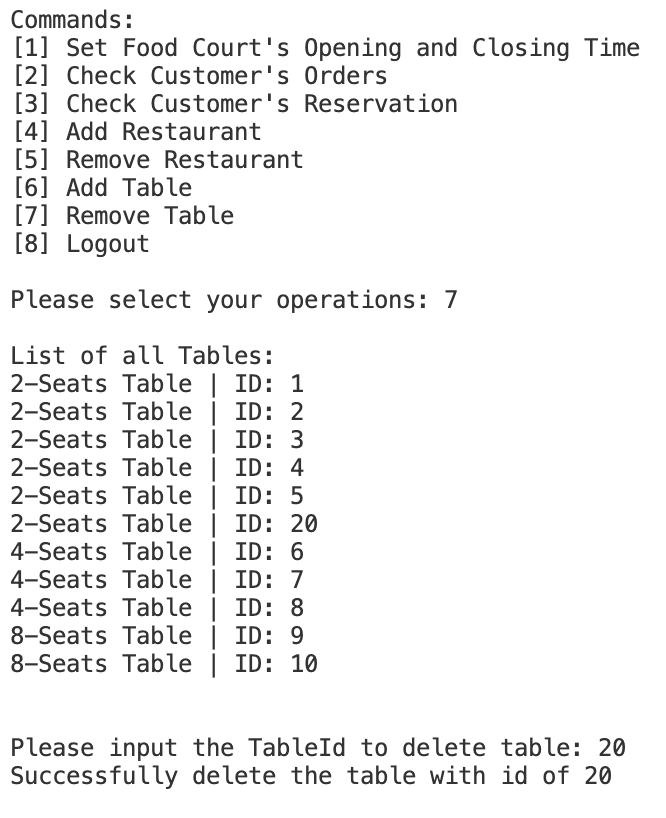 Commands:
[1] Set Food Court's Opening and Closing Time
[2] Check Customer's Orders
[3] Check Customer's Reservation
[4] Add Restaurant
[5] Remove Restaurant
[6] Add Table
[7] Remove Table
[8] Logout
Please select your operations: 7
List of all Tables:
2-Seats Table | ID: 1
2-Seats Table | ID: 2
2-Seats Table | ID: 3
2-Seats Table | ID: 4
2-Seats Table | ID: 5
2-Seats Table | ID: 20
4-Seats Table | ID: 6
4-Seats Table | ID: 7
4-Seats Table | ID: 8
8-Seats Table | ID: 9
8-Seats Table | ID: 10
Please input the TableId to delete table: 20
Successfully delete the table with id of 20